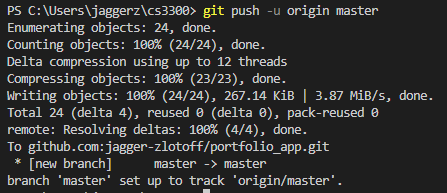 PS C:\Users\jaggerz\cs3300> git push -u origin master
Enumerating objects: 24, done.
Counting objects: 100% (24/24), done.
Delta compression using up to 12 threads
Compressing objects: 100% (23/23), done.
Writing objects: 100% (24/24), 267.14 KiB | 3.87 MiB/s, done.
Total 24 (delta 4), reused 0 (delta 0), pack-reused 0
remote: Resolving deltas: 100% (4/4), done.
To github.com:jagger-zlotoff/portfolio_app.git
 * [new branch]      master -> master
branch 'master' set up to track 'origin/master'.